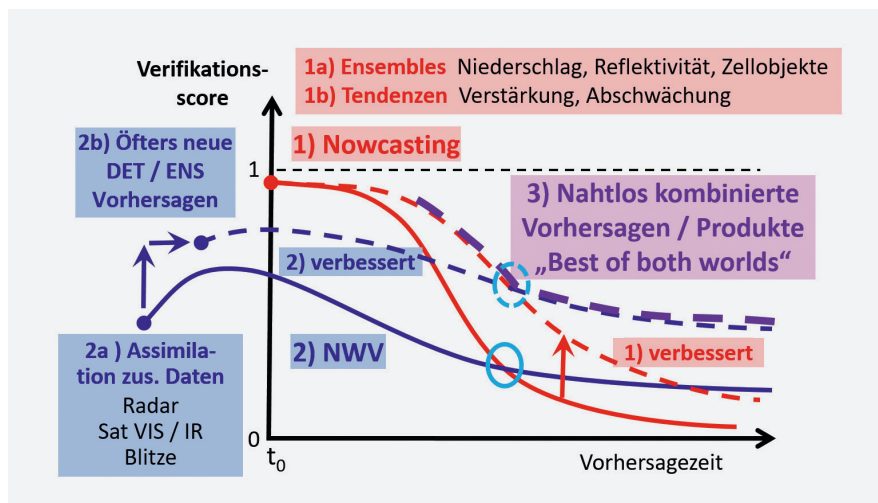 Verifikations-
score
1a) Ensembles Niederschlag, Reflektivität, Zellobjekte
1b) Tendenzen Verstärkung, Abschwächung
2b) Öfters neue
DET / ENS
Vorhersagen
1) Nowcasting
1
3) Nahtlos kombinierte
Vorhersagen / Produkte
„Best of both worlds“
2) verbessert
2a ) Assimila-
tion zus. Daten
Radar
Sat VIS / IR
Blitze
2) NWV
1) verbessert
0
t0
Vorhersagezeit